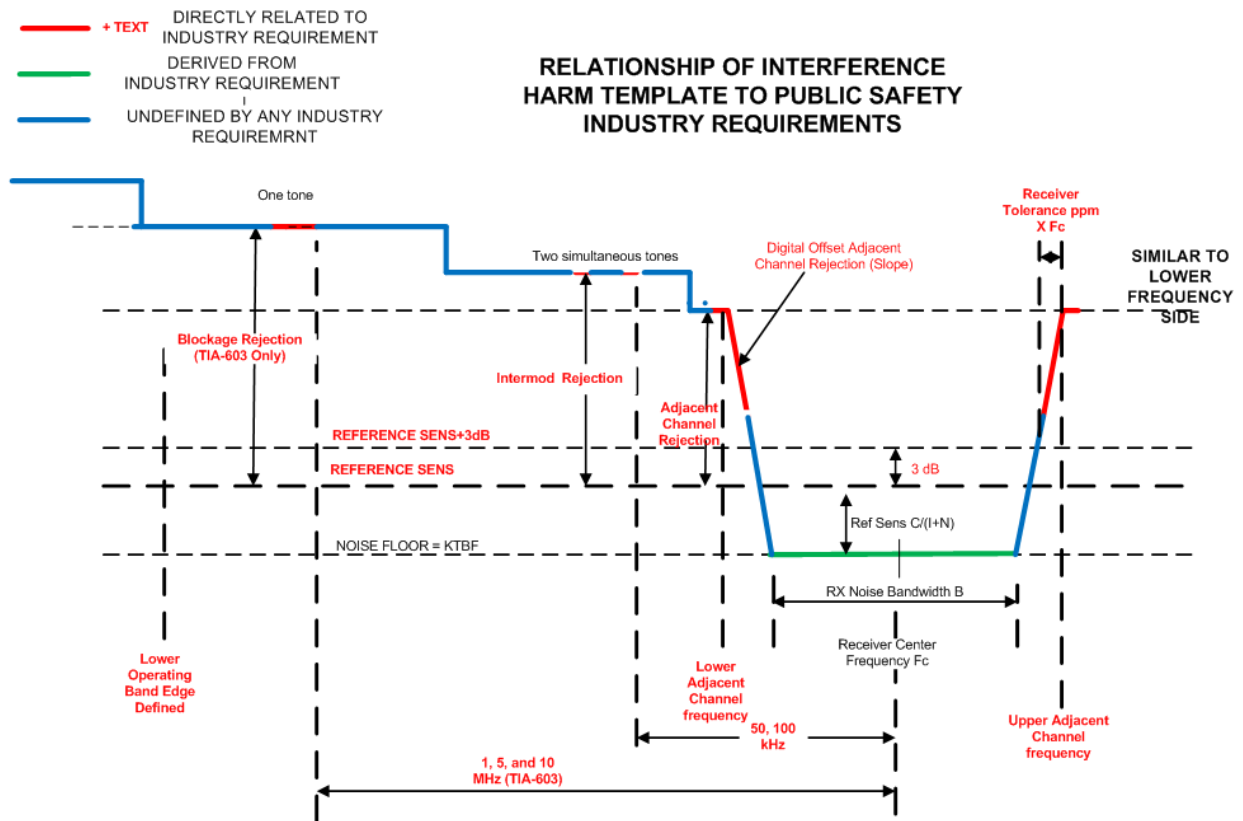 + TEXT
DIRECTLY RELATED TO
INDUSTRY REQUIREMENT
DERIVED FROM
INDUSTRY REQUIREMENT
UNDEFINED BY ANY INDUSTRY
REQUIREMRNT
RELATIONSHIP OF INTERFERENCE
HARM TEMPLATE TO PUBLIC SAFETY
INDUSTRY REQUIREMENTS
One tone
Two simultaneous tones
Digital Offset Adjacent
Channel Rejection (Slope)
Receiver
Tolerance ppm
X Fc
SIMILAR TO
LOWER
FREQUENCY
SIDE
Blockage Rejection
(TIA-603 Only)
Intermod Rejection
Adjacent
Channel
Rejection
REFERENCE SENS+3dB
REFERENCE SENS
3 dB
Ref Sens C/(I+N)
NOISE FLOOR = KTBF
RX Noise Bandwidth B
Receiver Center
Frequency Fc
Lower
Operating
Band Edge
Defined
Lower
Adjacent
Channel
frequency
Upper Adjacent
Channel
frequency
50, 100
kHz
1, 5, and 10
MHz (TIA-603)